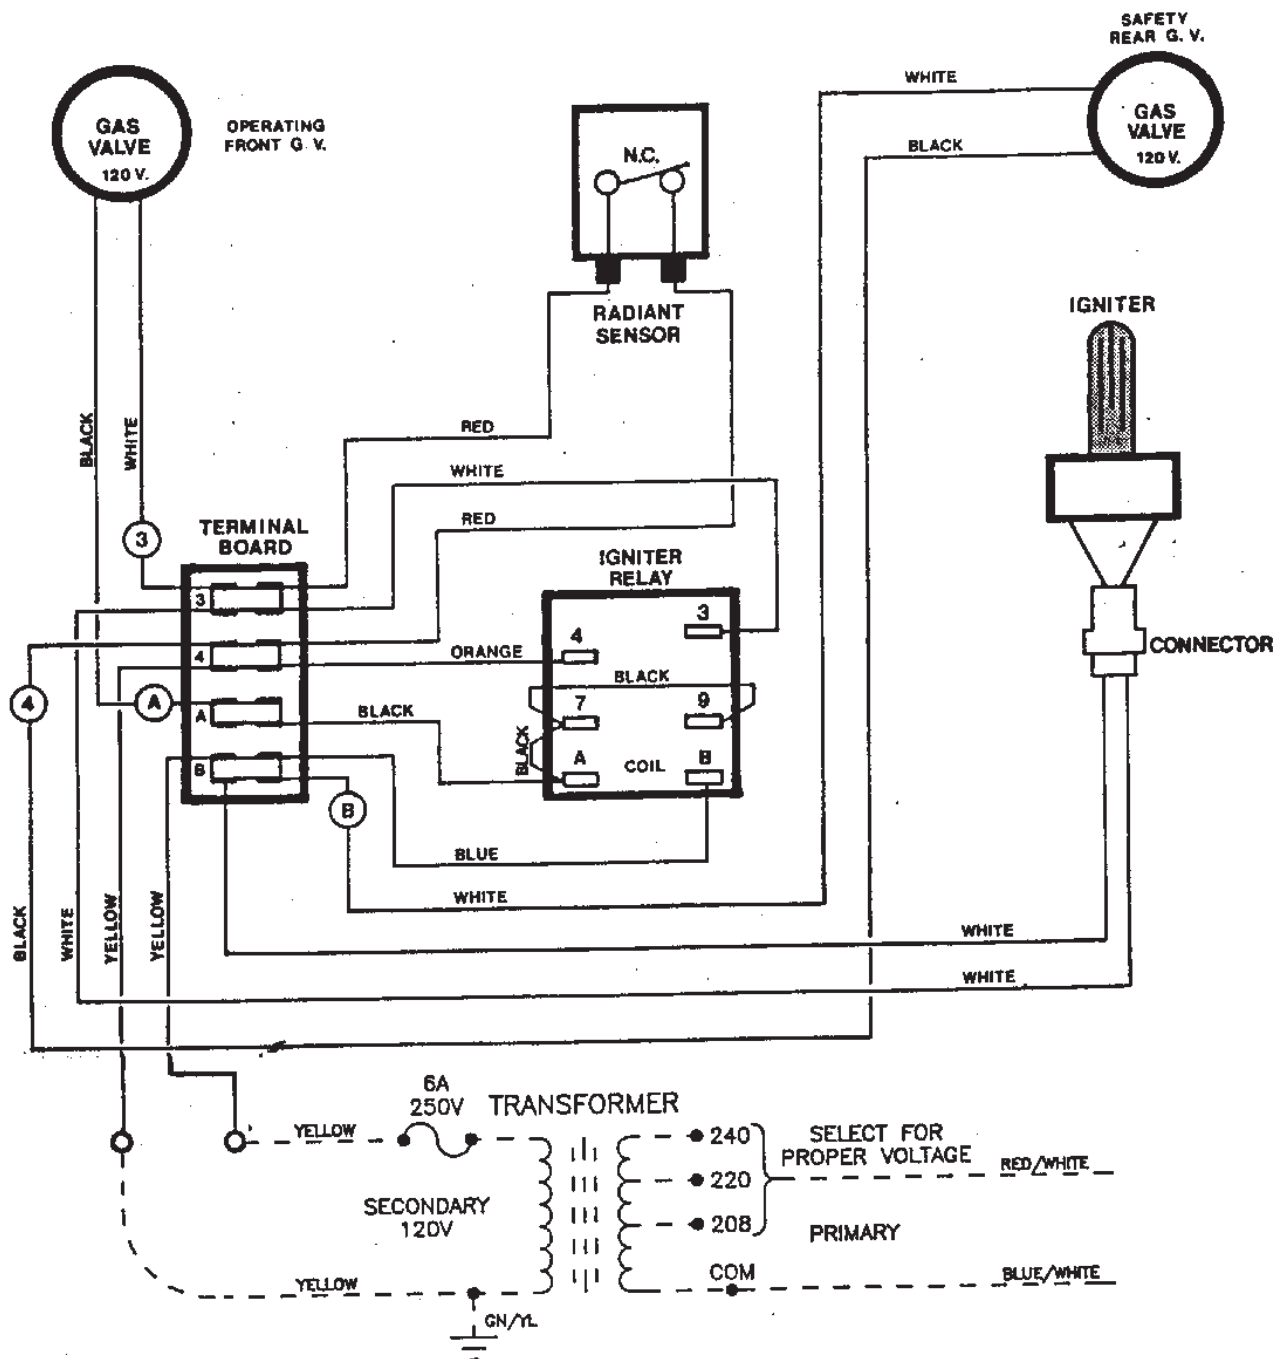 SAFETY
REAR G. V.
GAS
VALVE
120 V.
OPERATING
FRONT G. V.
N.C.
WHITE
GAS
VALVE
120 V.
BLACK
RADIANT
SENSOR
IGNITER
BLACK
WHITE
RED
WHITE
RED
3
TERMINAL
BOARD
IGNITER
RELAY
3
4
A
B
4
3
ORANGE
BLACK
7
9
BLACK
A
COIL
B
CONNECTOR
4
A
BLACK
B
BLUE
WHITE
BLACK
WHITE
YELLOW
YELLOW
WHITE
WHITE
6A
250V
TRANSFORMER
YELLOW
240
220
208
SELECT FOR
PROPER VOLTAGE
RED/WHITE
SECONDARY
120V
PRIMARY
COM
YELLOW
BLUE/WHITE
GN/YL